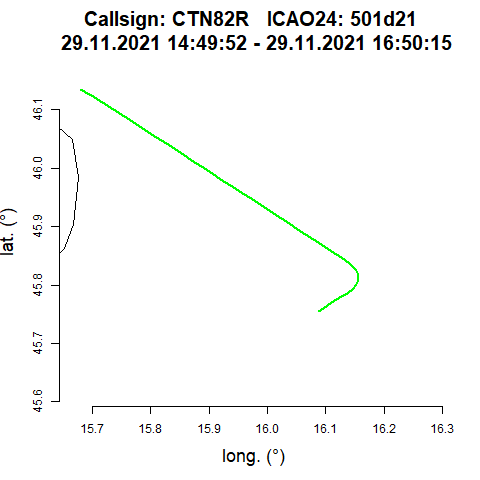 Callsign: CTN82R   ICAO24: 501d21
29.11.2021 14:49:52 - 29.11.2021 16:50:15
lat. (°)
46.1
46.0
45.9
45.8
45.7
45.6
15.7 15.8 15.9 16.0 16.1 16.2 16.3
long. (°)